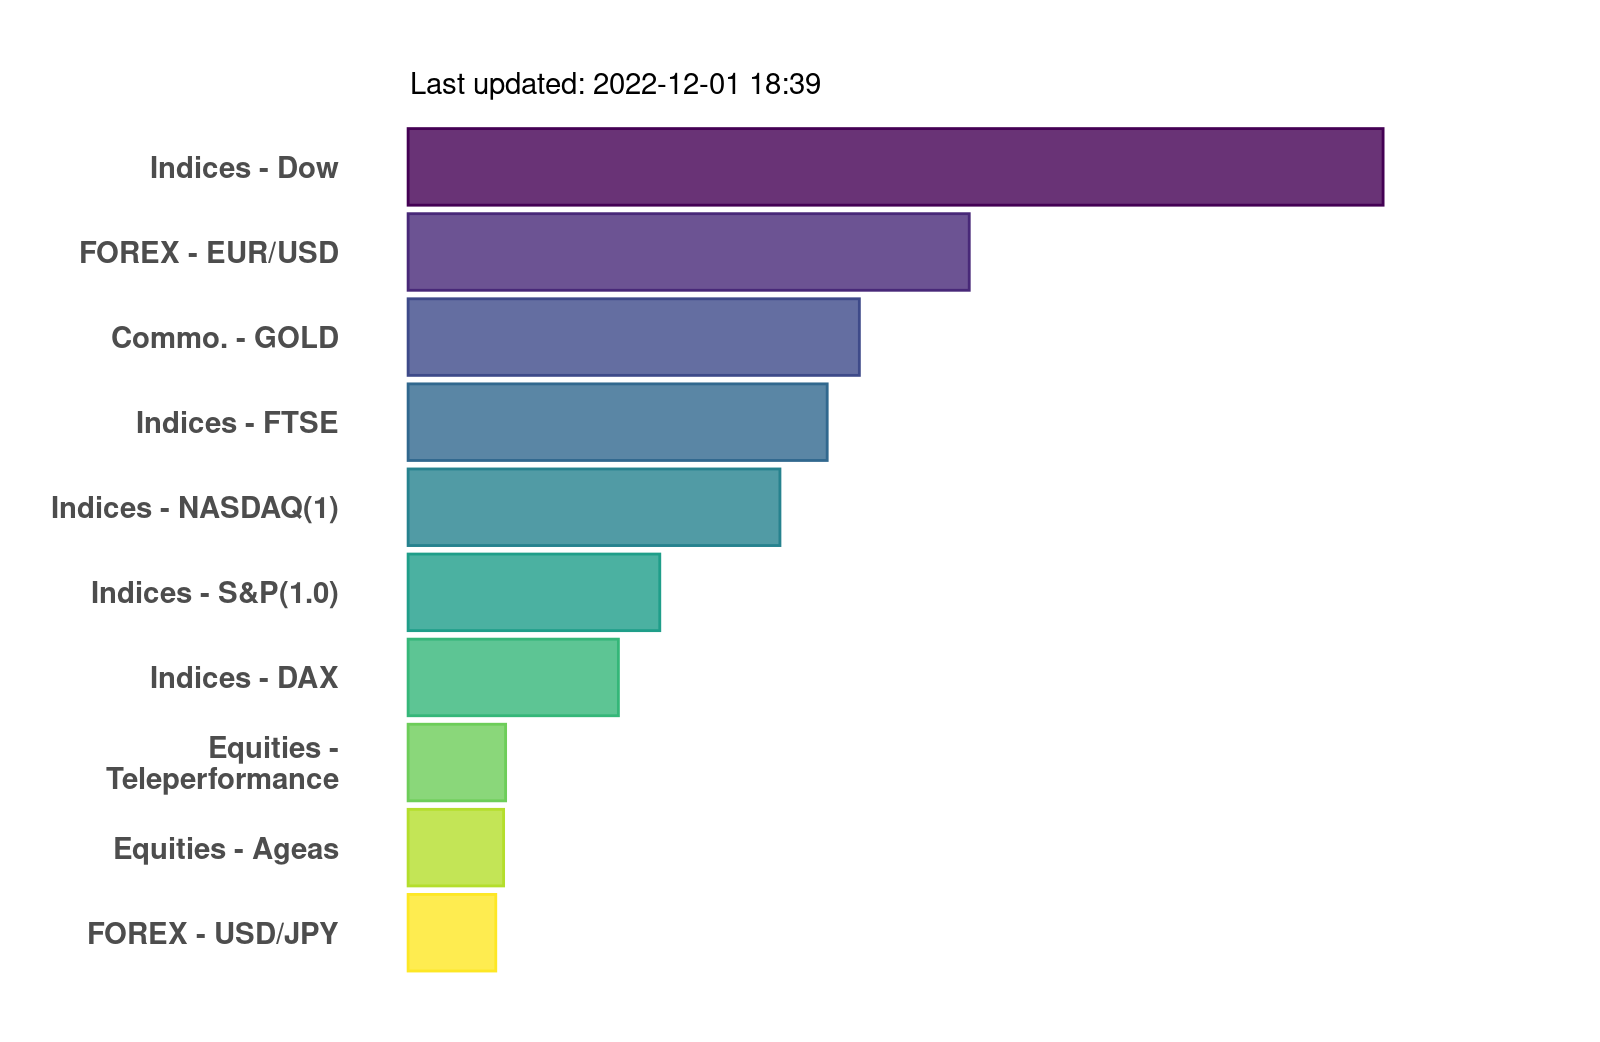 Last updated: 2022-12-01 18:39
Indices - Dow
FOREX - EUR/USD
Commo. - GOLD
Indices - FTSE
Indices - NASDAQ(1)
Indices - S&P(1.0)
Indices - DAX
Equities -
Teleperformance
Equities - Ageas
FOREX - USD/JPY